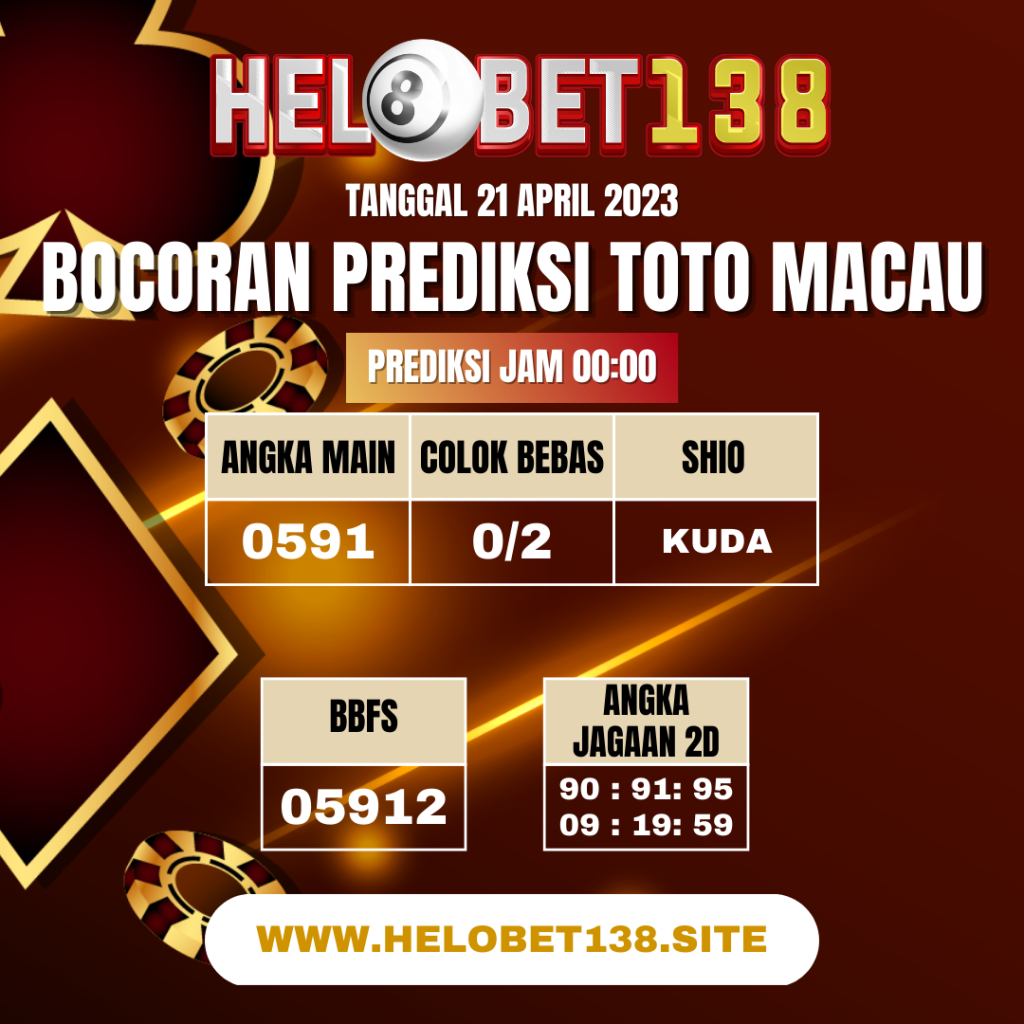 HELOBET138
TANGGAL 21 APRIL 2023
BOCORAN PREDIKSI TOTO MACAU
PREDIKSI JAM 00:00
ANGKA MAIN COLOK BEBAS SHIO
0591 0/2 KUDA
BBFS
05912
ANGKA
JAGAAN 2D
90 : 91: 95
09 : 19: 59
WWW.HELOBET138.SITE